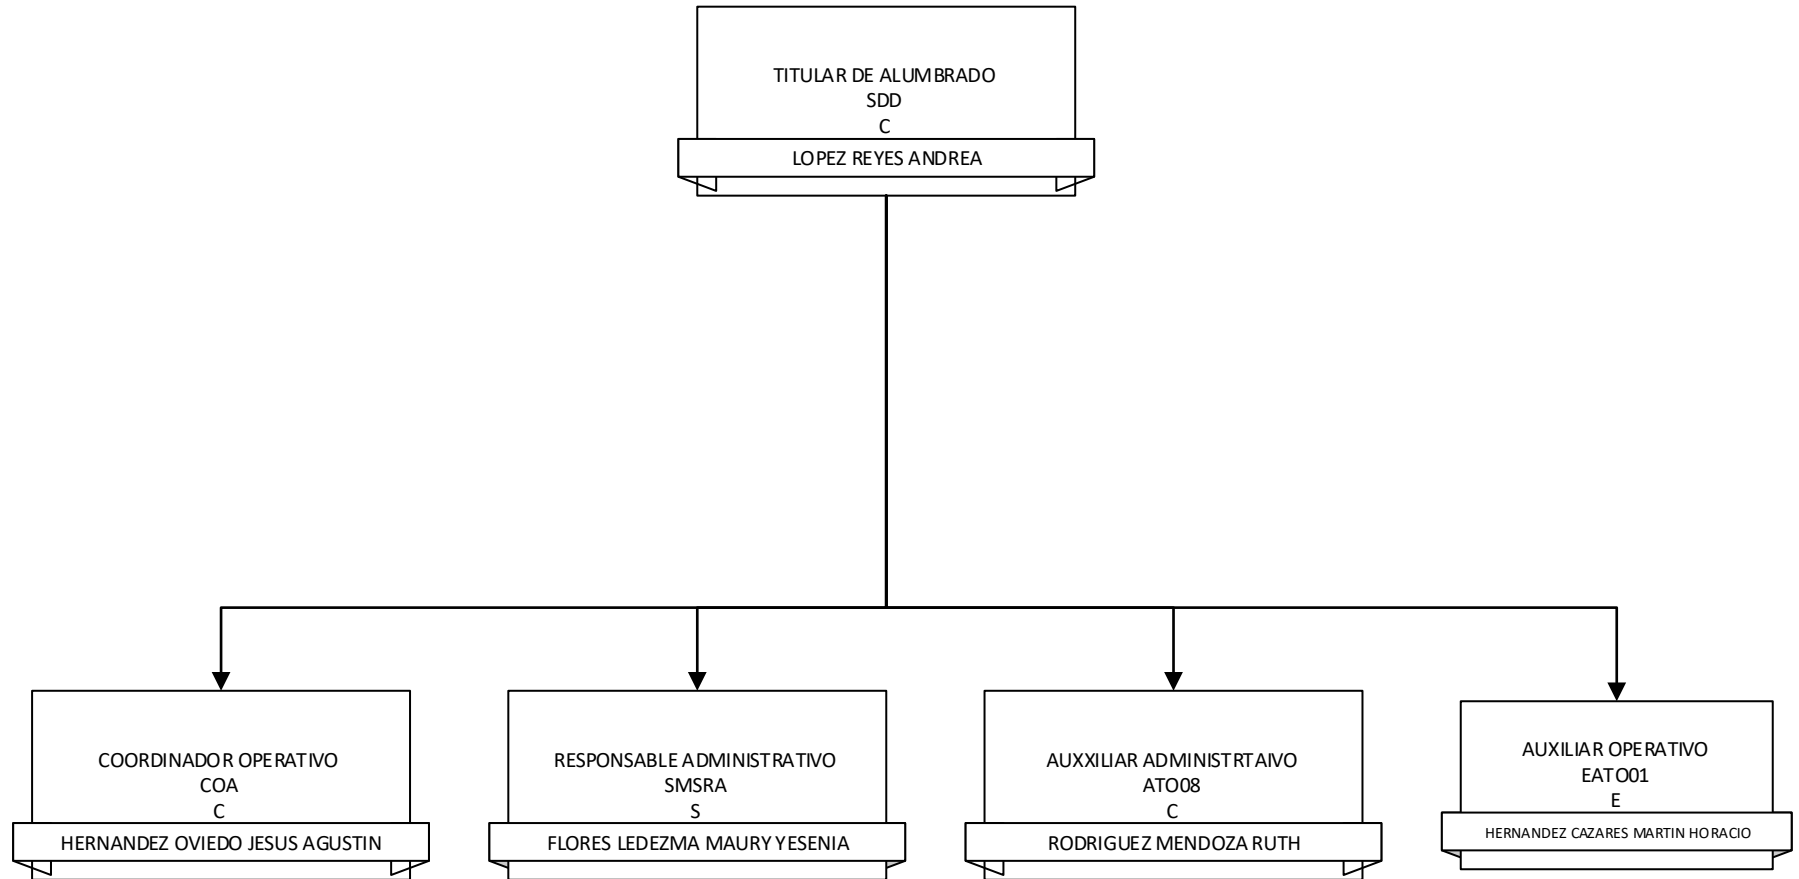 TITULAR DE ALUMBRADO
SDD
C
LOPEZ REYES ANDREA
COORDINADOR OPERATIVO
COA
C
HERNANDEZ OVIEDO JESUS AGUSTIN
RESPONSABLE ADMINISTRATIVO
SMSRA
S
FLORES LEDEZMA MAURY YESENIA
AUXXILIAR ADMINISTRTAIVO
ATO08
C
RODRIGUEZ MENDOZA RUTH
AUXILIAR OPERATIVO
EATO01
E
HERNANDEZ CAZARES MARTIN HORACIO